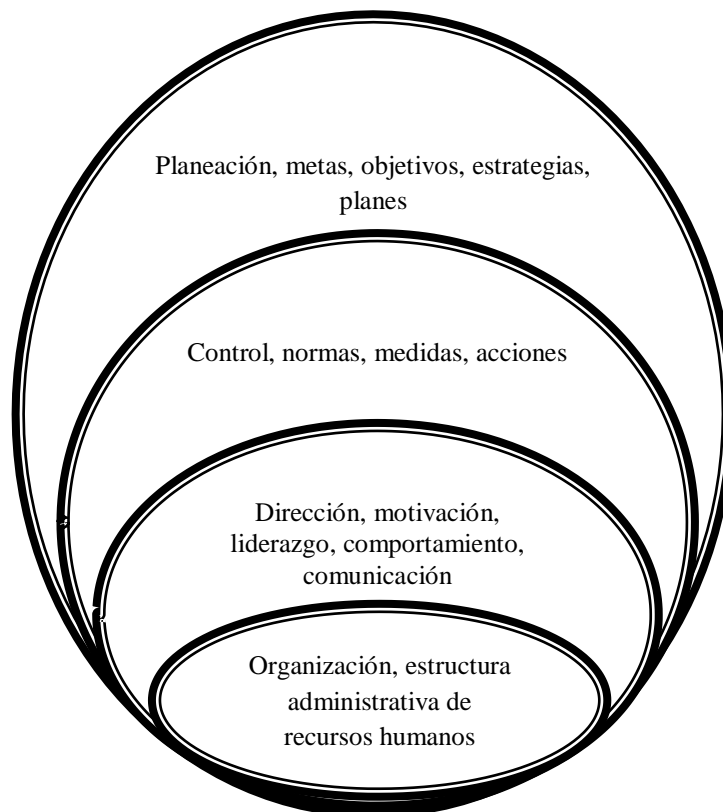 Planeación, metas, objetivos, estrategias,
planes
Control, normas, medidas, acciones
Dirección, motivación,
liderazgo, comportamiento,
comunicación
Organización, estructura
administrativa de
recursos humanos